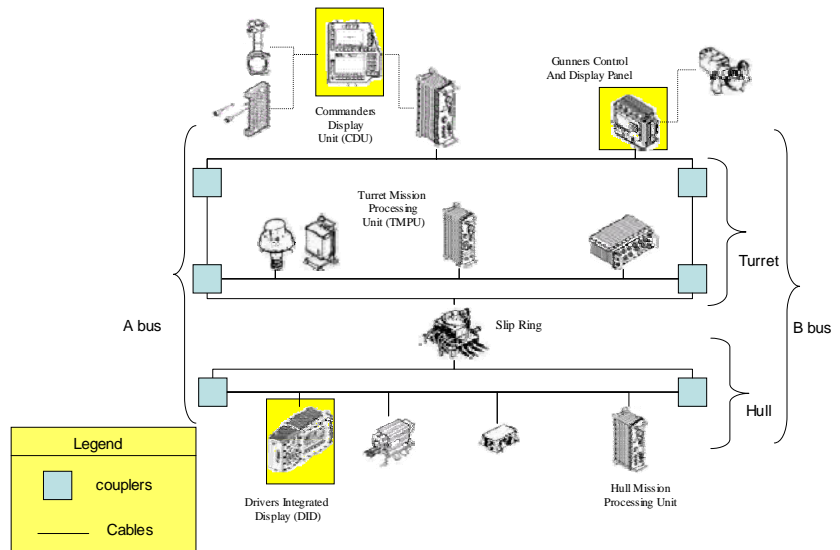 Gunners Control
And Display Panel
Commanders
Display
Unit (CDU)
Turret Mission
Processing
Unit (TMPU)
Turret
A bus
Slip Ring
B bus
Hull
Legend
couplers
Cables
Drivers Integrated
Display (DID)
Hull Mission
Processing Unit